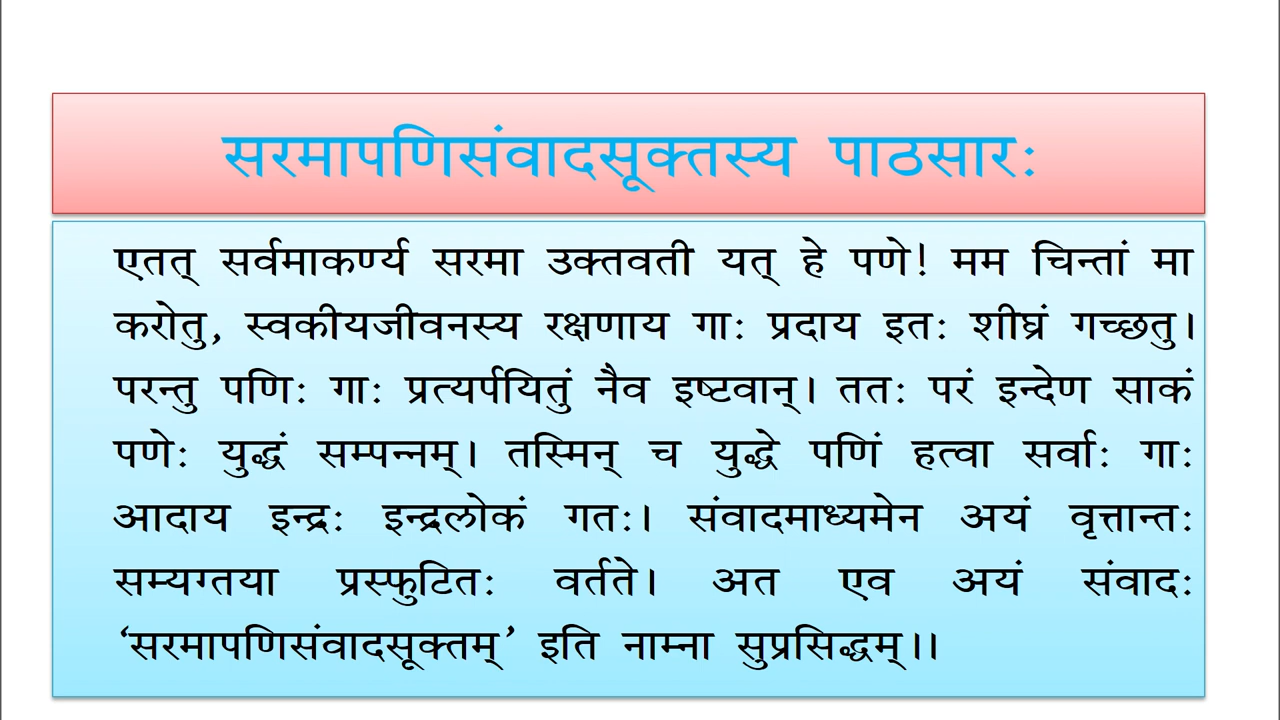 सरमापणिसंवादसूक्तस्य पाठसारः
एतत् सर्वमाकर्ण्य सरमा उक्तवती यत् हे पणे! मम चिन्तां मा
करोतु, स्वकीयजीवनस्य रक्षणाय गाः प्रदाय इतः शीघ्रं गच्छतु।
परन्तु पणिः गाः प्रत्यर्पयितुं नैव इष्टवान्। ततः परं इन्देण साकं
पणेः युद्धं सम्पन्नम्। तस्मिन् च युद्धे पणिं हत्वा सर्वाः गाः
आदाय इन्द्रः इन्द्रलोकं गतः। संवादमाध्यमेन अयं वृत्तान्तः
सम्यग्तया प्रस्फुटितः वर्तते। अत एव अयं संवादः
‘सरमापणिसंवादसूक्तम्’ इति नाम्ना सुप्रसिद्धम्।।